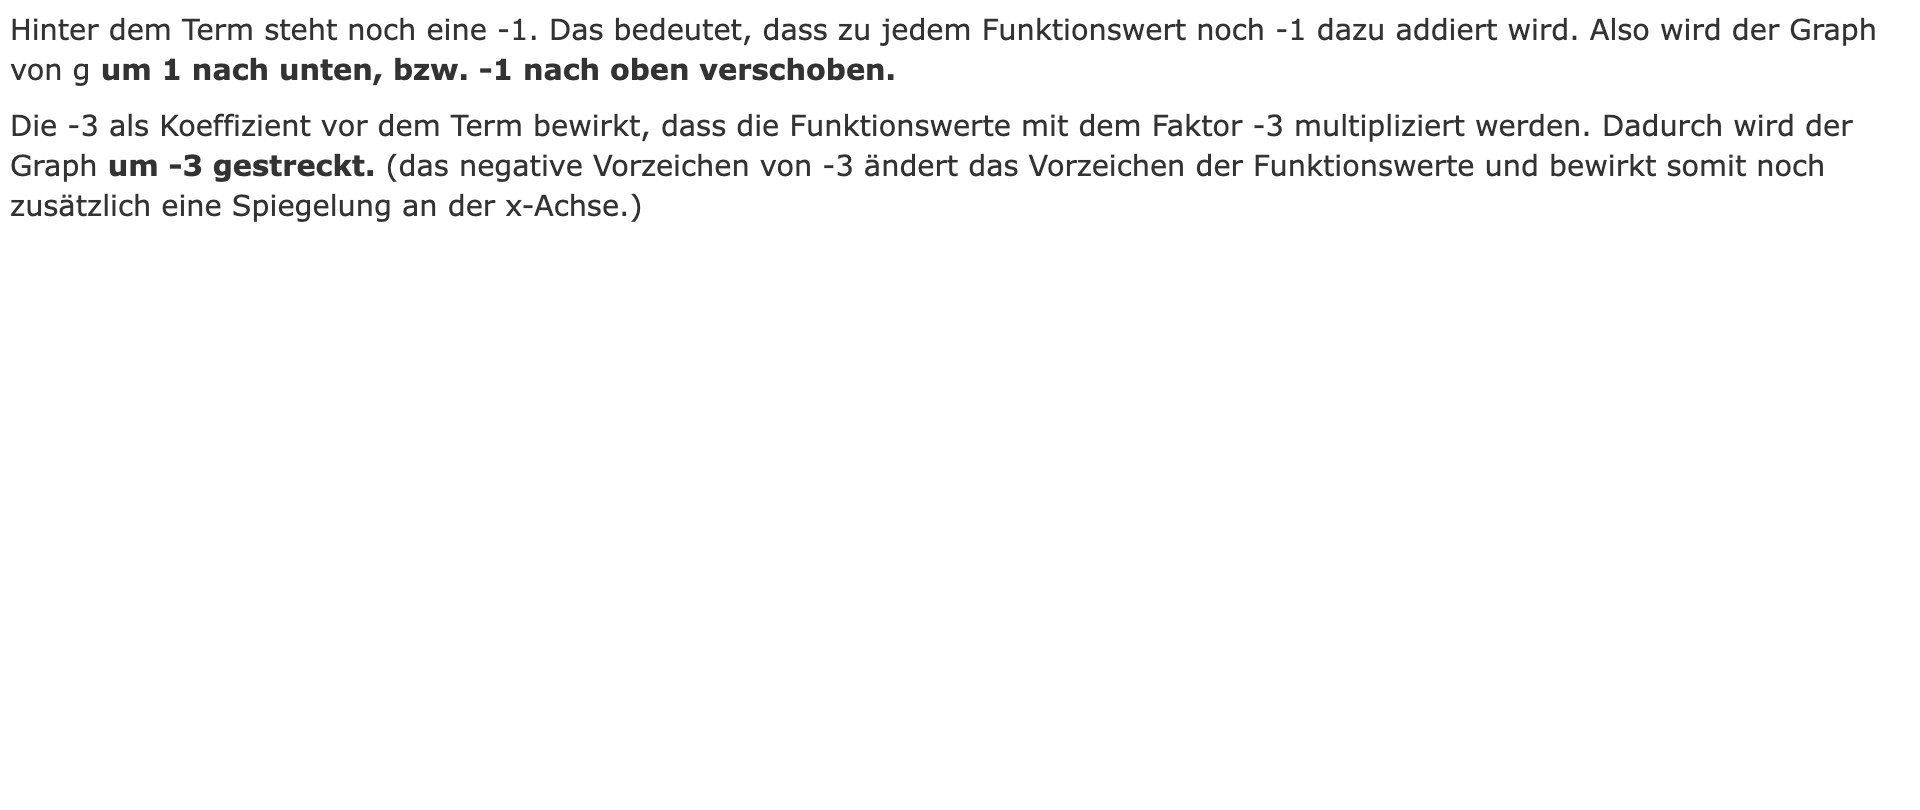 Hinter dem Term steht noch eine -1. Das bedeutet, dass zu jedem Funktionswert noch -1 dazu addiert wird. Also wird der Graph
von g um 1 nach unten, bzw. -1 nach oben verschoben.
Die -3 als Koeffizient vor dem Term bewirkt, dass die Funktionswerte mit dem Faktor -3 multipliziert werden. Dadurch wird der
Graph um -3 gestreckt. (das negative Vorzeichen von -3 ändert das Vorzeichen der Funktionswerte und bewirkt somit noch
zusätzlich eine Spiegelung an der x-Achse.)